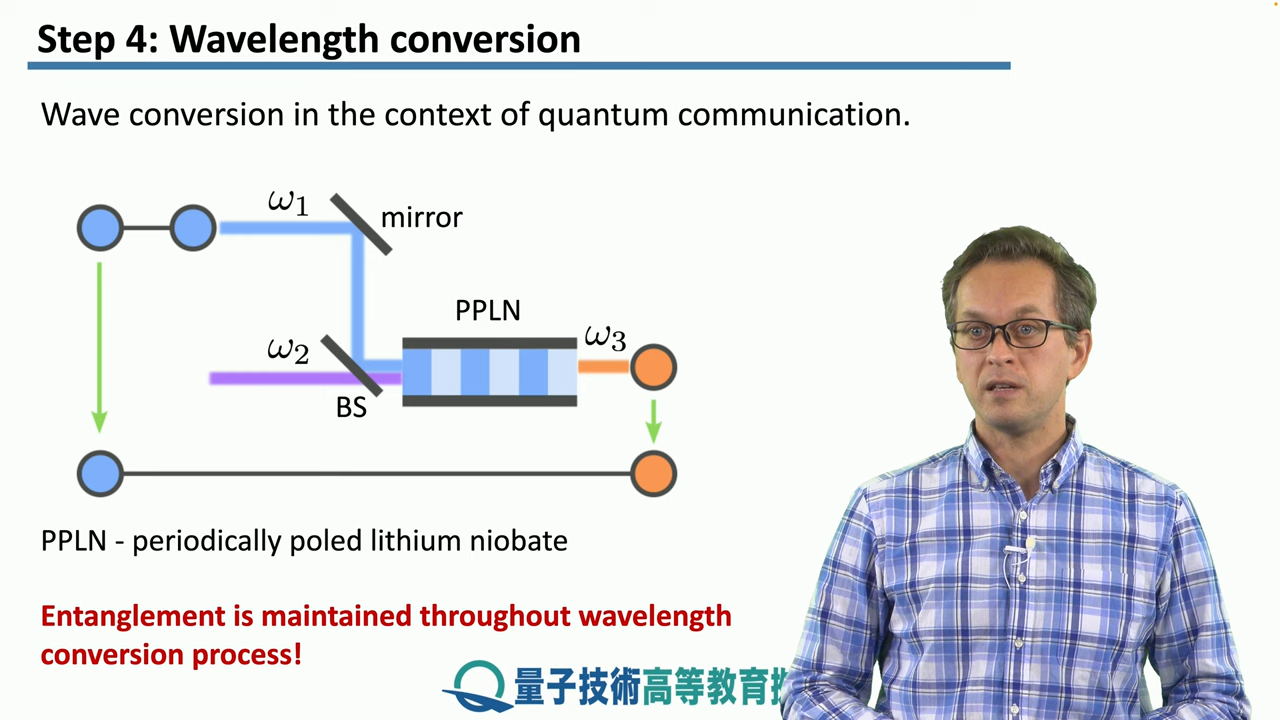 Step 4: Wavelength conversion
Wave conversion in the context of quantum communication.
ω1
mirror
PPLN
ω2
ω3
BS
PPLN - periodically poled lithium niobate
Entanglement is maintained throughout wavelength
conversion process!
量子技術高等教育